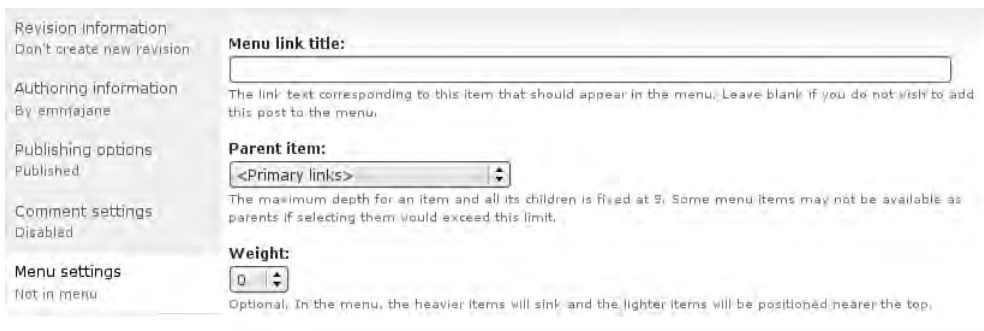 Revision information
Don't create new revision
Authoring information
By emmajane
Publishing options
Published
Comment settings
Disabled
Menu settings
Not in menu
Menu link title:
The link text corresponding to this item that should appear in the menu. Leave blank if you do not wish to add
this post to the menu.
Parent item:
<Primary links>
The maximum depth for an item and all its children is fixed at 9. Some menu items may not be available as
parents if selecting them would exceed this limit.
Weight:
0
Optional. In the menu, the heavier items will sink and the lighter items will be positioned nearer the top.